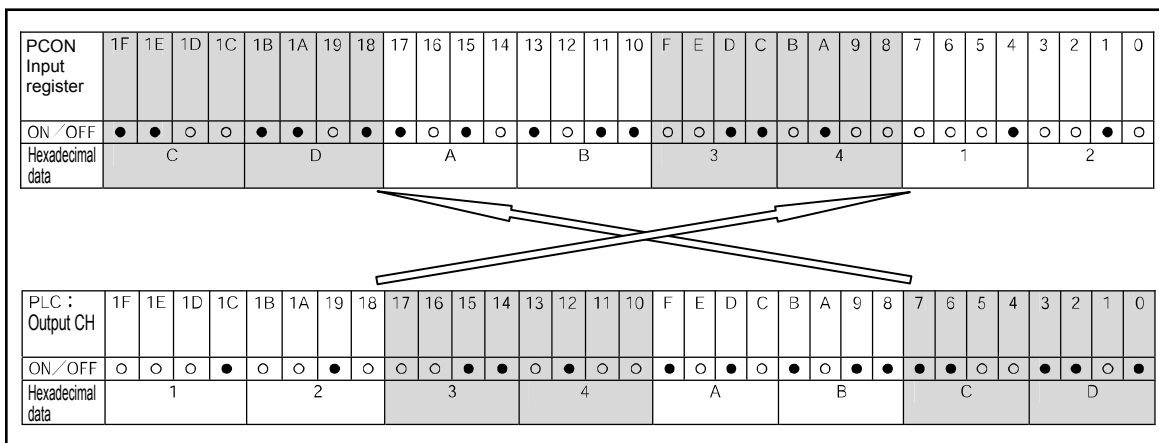 PCON Input register 1F 1E 1D 1C 1B 1A 19 18 17 16 15 14 13 12 11 10 F E D C B A 9 8 7 6 5 4 3 2 1 0
ON/OFF ● ● ○ ○ ● ● ○ ● ● ○ ● ○ ● ○ ● ● ○ ○ ● ● ○ ● ○ ○ ○ ○ ○ ● ○ ○ ● ○
Hexadecimal data C D A B 3 4 1 2
PLC: Output CH 1F 1E 1D 1C 1B 1A 19 18 17 16 15 14 13 12 11 10 F E D C B A 9 8 7 6 5 4 3 2 1 0
ON/OFF ○ ○ ○ ● ○ ○ ● ○ ○ ○ ● ● ○ ● ○ ○ ● ○ ● ○ ● ○ ● ● ● ● ○ ○ ● ● ○ ●
Hexadecimal data 1 2 3 4 A B C D